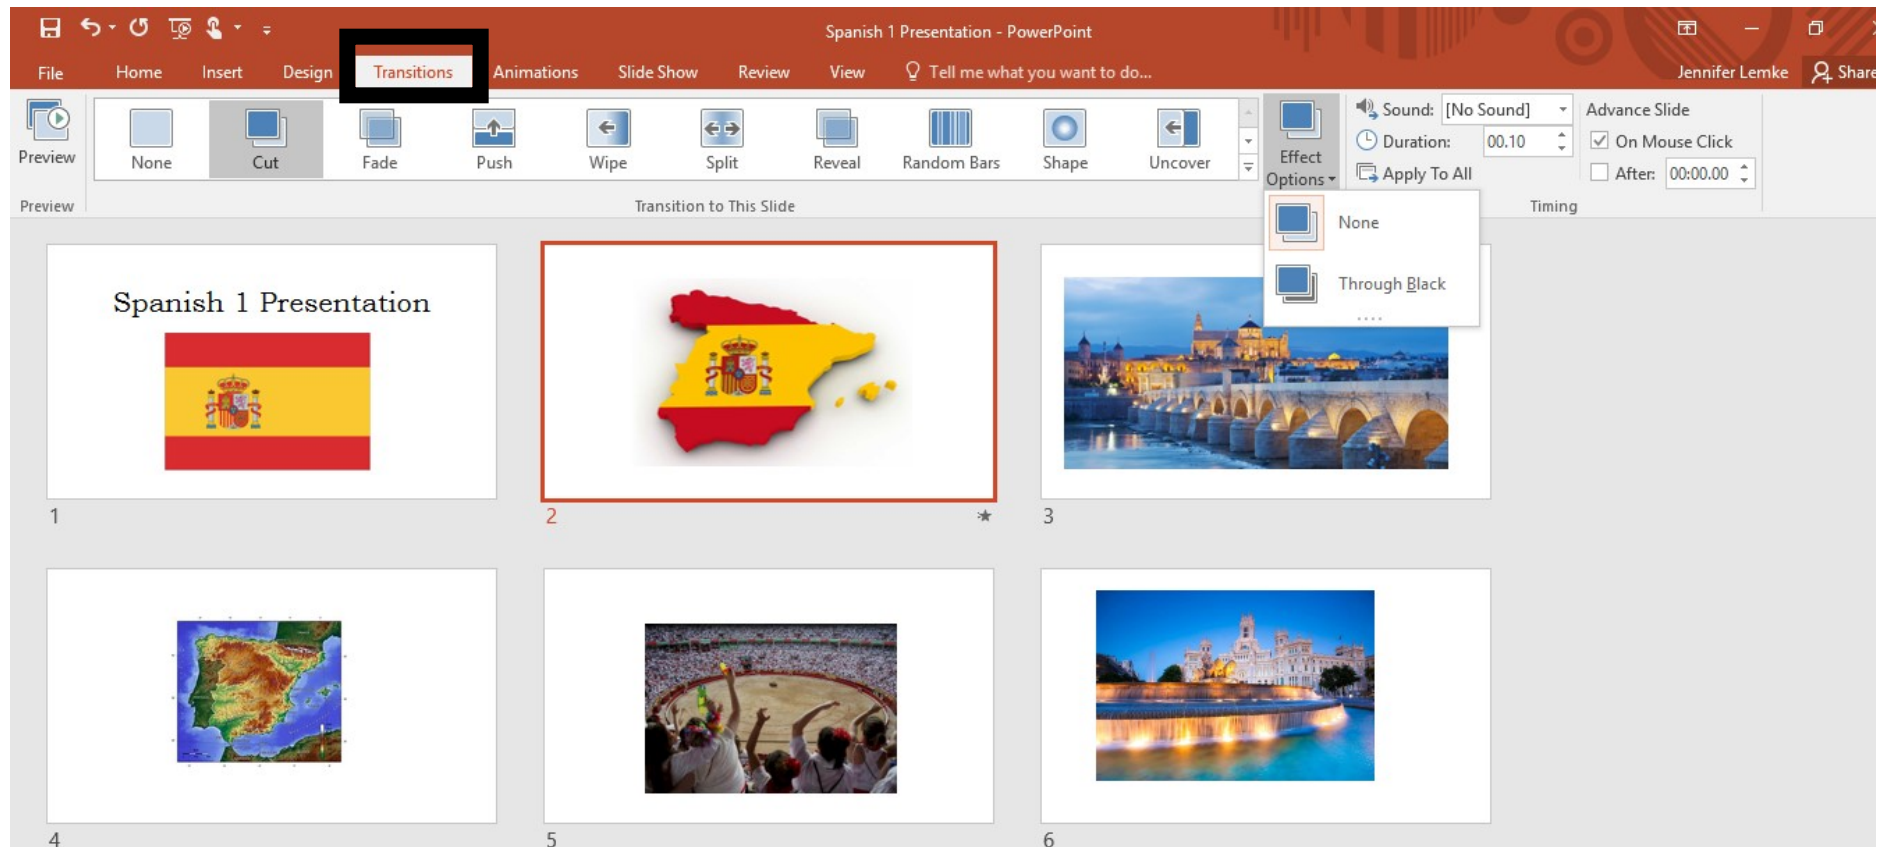 Spanish 1 Presentation - PowerPoint
File Home Insert Design Transitions Animations Slide Show Review View Tell me what you want to do... Jennifer Lemke Share
Preview None Cut Fade Push Wipe Split Reveal Random Bars Shape Uncover Effect Options
Sound: [No Sound] Advance Slide
Duration: 00.10 On Mouse Click
Apply To All After: 00:00.00
Preview Transition to This Slide Timing
None
Through Black
Spanish 1 Presentation
1 2 3
4 5 6